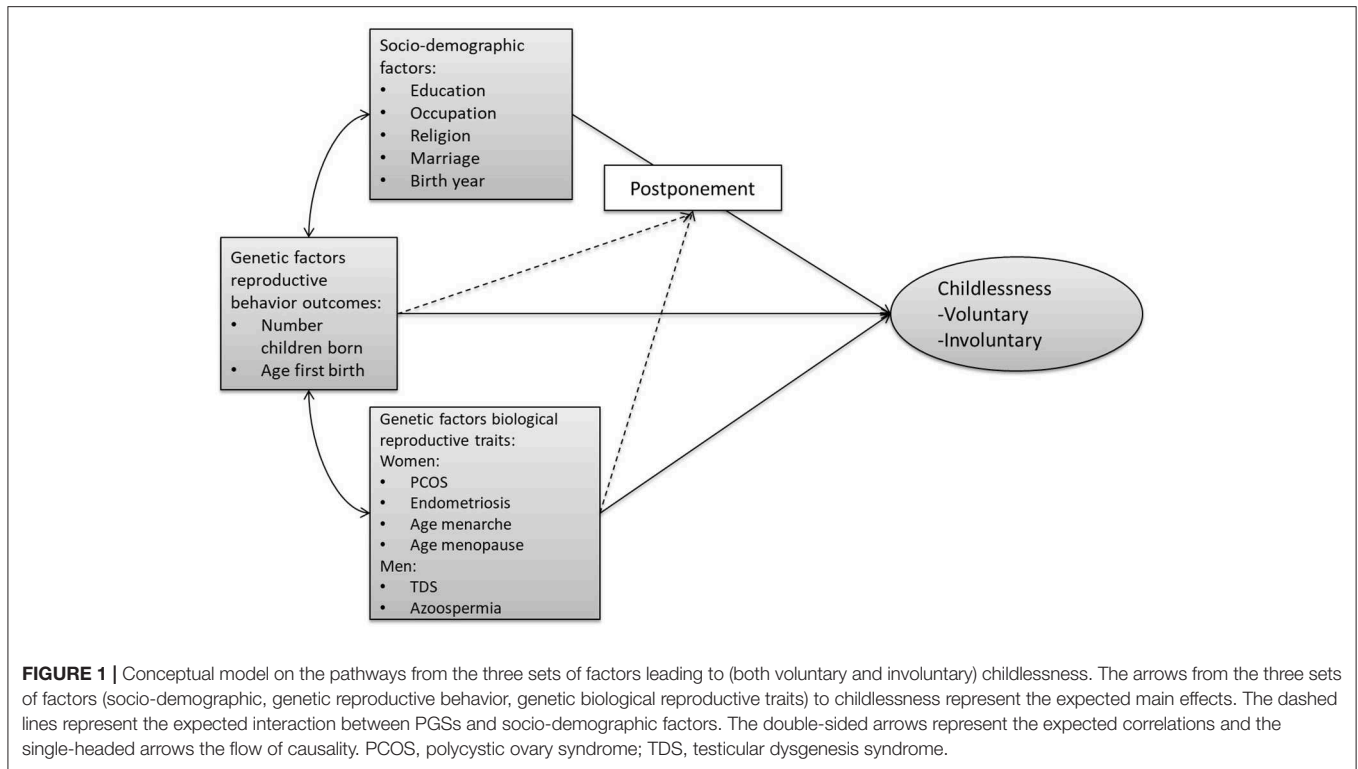 Socio-demographic
factors:
• Education
• Occupation
• Religion
• Marriage
• Birth year
Postponement
Genetic factors
reproductive
behavior outcomes:
• Number
children born
• Age first birth
Childlessness
-Voluntary
-Involuntary
Genetic factors biological
reproductive traits:
Women:
• PCOS
• Endometriosis
• Age menarche
• Age menopause
Men:
• TDS
• Azoospermia
FIGURE 1 | Conceptual model on the pathways from the three sets of factors leading to (both voluntary and involuntary) childlessness. The arrows from the three sets
of factors (socio-demographic, genetic reproductive behavior, genetic biological reproductive traits) to childlessness represent the expected main effects. The dashed
lines represent the expected interaction between PGSs and socio-demographic factors. The double-sided arrows represent the expected correlations and the
single-headed arrows the flow of causality. PCOS, polycystic ovary syndrome; TDS, testicular dysgenesis syndrome.